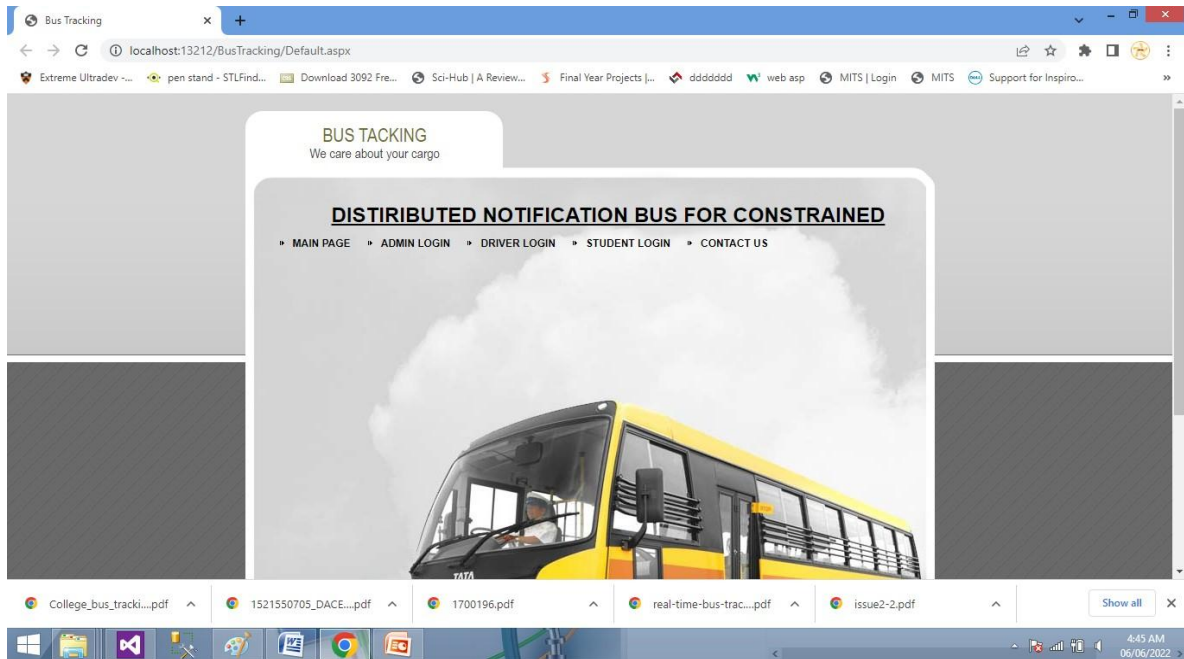 Bus Tracking
localhost:13212/BusTracking/Default.aspx
Extreme Ultradev -... pen stand - STLFind... Download 3092 Fre... Sci-Hub | A Review... Final Year Projects |... ddddddd web asp MITS | Login MITS Support for Inspiro... »
BUS TACKING
We care about your cargo
DISTIRIBUTED NOTIFICATION BUS FOR CONSTRAINED
MAIN PAGE ADMIN LOGIN DRIVER LOGIN STUDENT LOGIN CONTACT US
TATA
College_bus_tracki....pdf 1521550705_DACE....pdf 1700196.pdf real-time-bus-trac....pdf issue2-2.pdf Show all
4:45 AM
06/06/2022